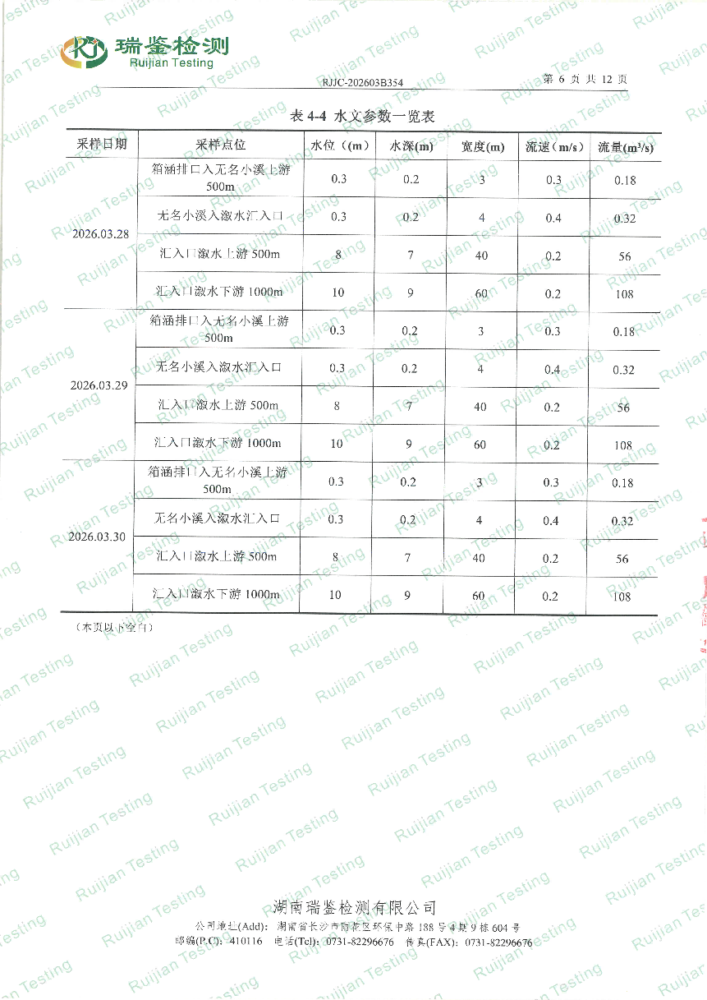 瑞鉴检测
Ruijian Testing
RJJC-202603B354
第 6 页 共 12 页
表 4-4 水文参数一览表
采样日期 采样点位 水位（(m） 水深(m) 宽度(m) 流速（m/s） 流量(m³/s)
2026.03.28
箱涵排口入无名小溪上游
500m 0.3 0.2 3 0.3 0.18
无名小溪入溆水汇入口 0.3 0.2 4 0.4 0.32
汇入口溆水上游 500m 8 7 40 0.2 56
汇入口溆水下游 1000m 10 9 60 0.2 108
2026.03.29
箱涵排口入无名小溪上游
500m 0.3 0.2 3 0.3 0.18
无名小溪入溆水汇入口 0.3 0.2 4 0.4 0.32
汇入口溆水上游 500m 8 7 40 0.2 56
汇入口溆水下游 1000m 10 9 60 0.2 108
2026.03.30
箱涵排口入无名小溪上游
500m 0.3 0.2 3 0.3 0.18
无名小溪入溆水汇入口 0.3 0.2 4 0.4 0.32
汇入口溆水上游 500m 8 7 40 0.2 56
汇入口溆水下游 1000m 10 9 60 0.2 108
（本页以下空白）
湖南瑞鉴检测有限公司
公司地址(Add)： 湖南省长沙市雨花区环保中路 188 号 4 期 9 栋 604 号
邮编(P.C)： 410116 电话(Tel)： 0731-82296676 传真(FAX)： 0731-82296676